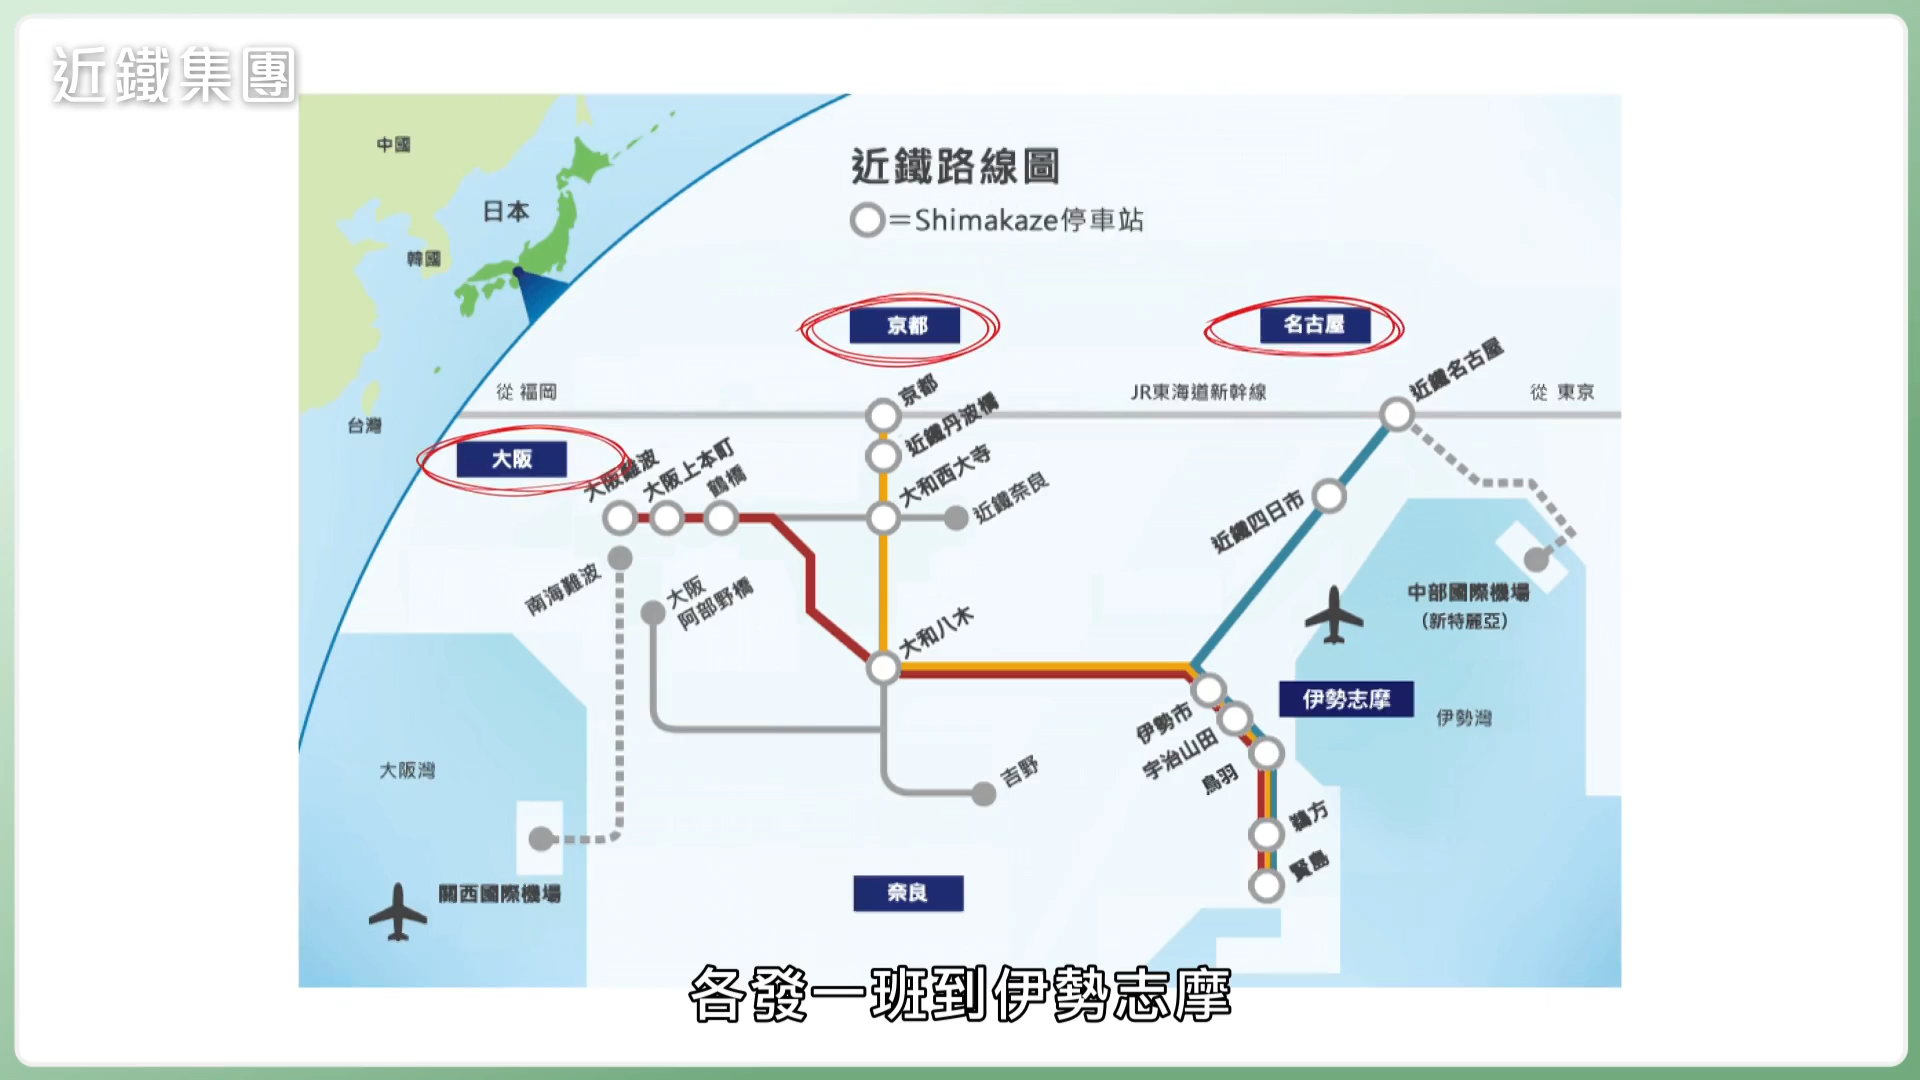 近鐵集團
中國
日本
韓國
台灣
近鐵路線圖
=Shimakaze停車站
京都
名古屋
從 福岡
JR東海道新幹線
從 東京
大阪
京都
近鐵丹波橋
大和西大寺
近鐵奈良
近鐵名古屋
大阪難波
大阪上本町
鶴橋
近鐵四日市
南海難波
大阪
阿部野橋
中部國際機場
(新特麗亞)
大和八木
伊勢志摩
伊勢灣
伊勢市
宇治山田
鳥羽
鵜方
賢島
大阪灣
吉野
關西國際機場
奈良
各發一班到伊勢志摩